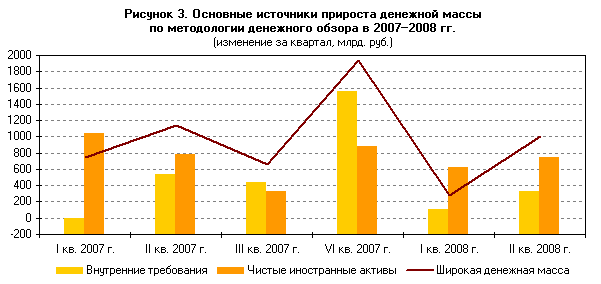 Рисунок 3. Основные источники прироста денежной массы
по методологии денежного обзора в 2007–2008 гг.
(изменение за квартал, млрд. руб.)
2000
1800
1600
1400
1200
1000
800
600
400
200
0
-200
I кв. 2007 г. II кв. 2007 г. III кв. 2007 г. VI кв. 2007 г. I кв. 2008 г. II кв. 2008 г.
Внутренние требования Чистые иностранные активы Широкая денежная масса